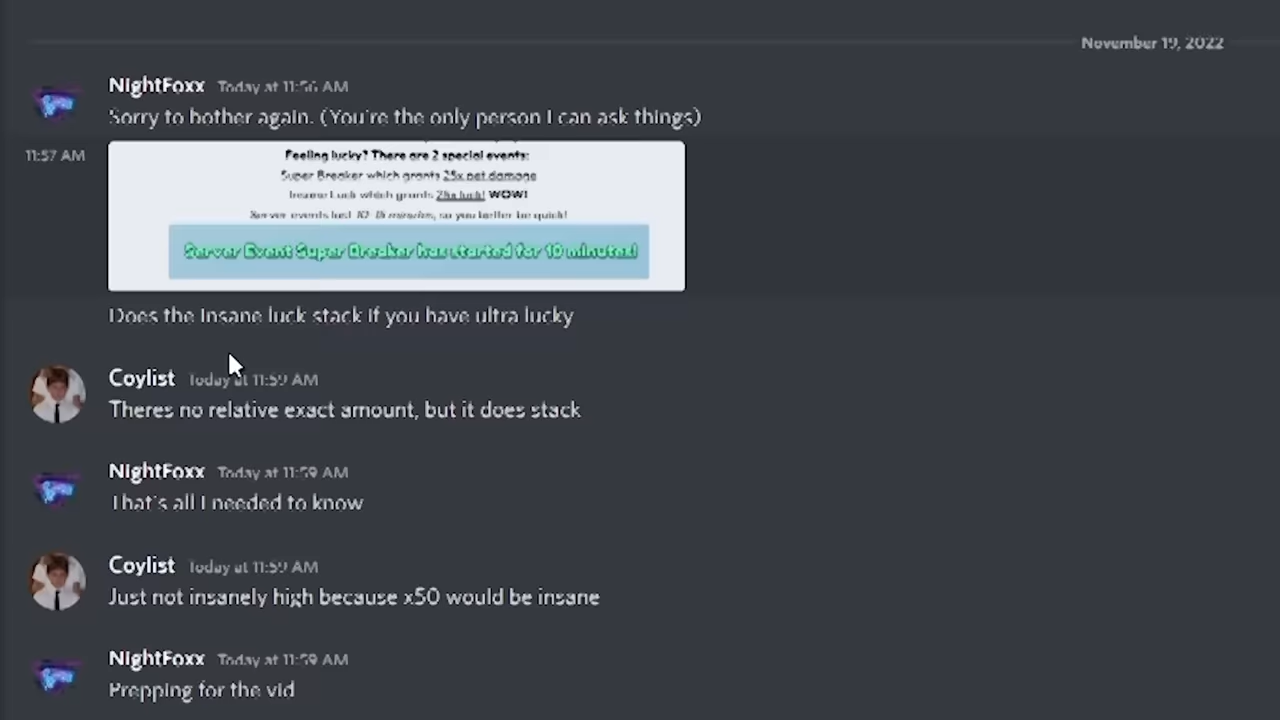 November 19, 2022
NightFoxx Today at 11:56 AM
Sorry to bother again. (You're the only person I can ask things)
11:57 AM
Feeling lucky? There are 2 special events:
Super Breaker which grants 25x pet damage
Insane Luck which grants 25x luck! WOW!
Server events last 10-15 minutes, so you better be quick!
Server Event Super Breaker has started for 10 minutes!
Does the Insane luck stack if you have ultra lucky
Coylist Today at 11:59 AM
Theres no relative exact amount, but it does stack
NightFoxx Today at 11:59 AM
That's all I needed to know
Coylist Today at 11:59 AM
Just not insanely high because x50 would be insane
NightFoxx Today at 11:59 AM
Prepping for the vid